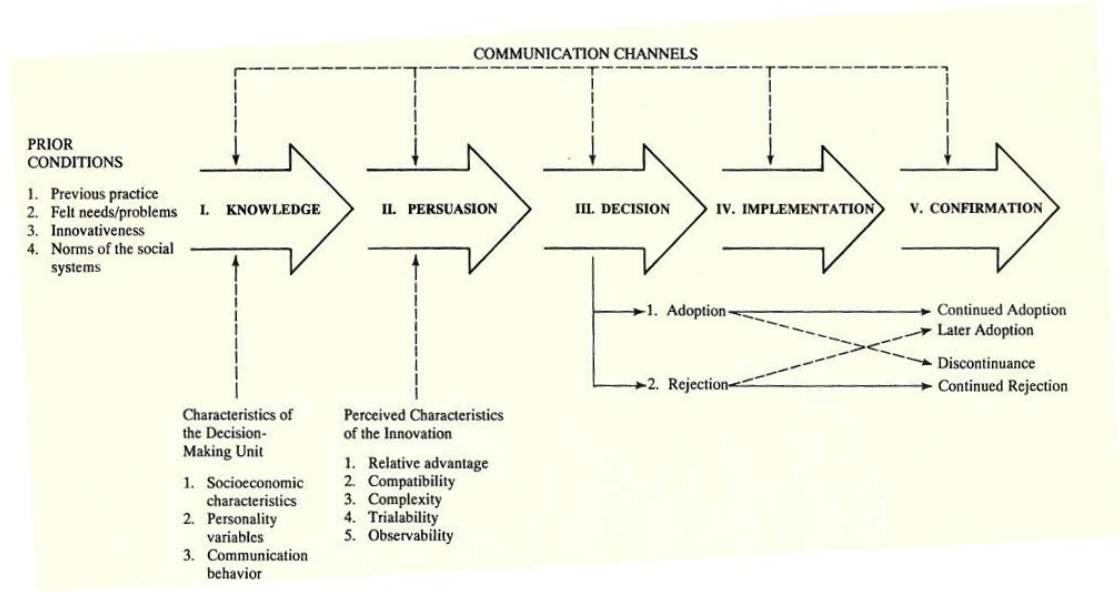 COMMUNICATION CHANNELS
PRIOR
CONDITIONS
1. Previous practice
2. Felt needs/problems
3. Innovativeness
4. Norms of the social
systems
I. KNOWLEDGE
II. PERSUASION
III. DECISION
IV. IMPLEMENTATION
V. CONFIRMATION
1. Adoption
2. Rejection
Continued Adoption
Later Adoption
Discontinuance
Continued Rejection
Characteristics of
the Decision-
Making Unit
1. Socioeconomic
characteristics
2. Personality
variables
3. Communication
behavior
Perceived Characteristics
of the Innovation
1. Relative advantage
2. Compatibility
3. Complexity
4. Trialability
5. Observability